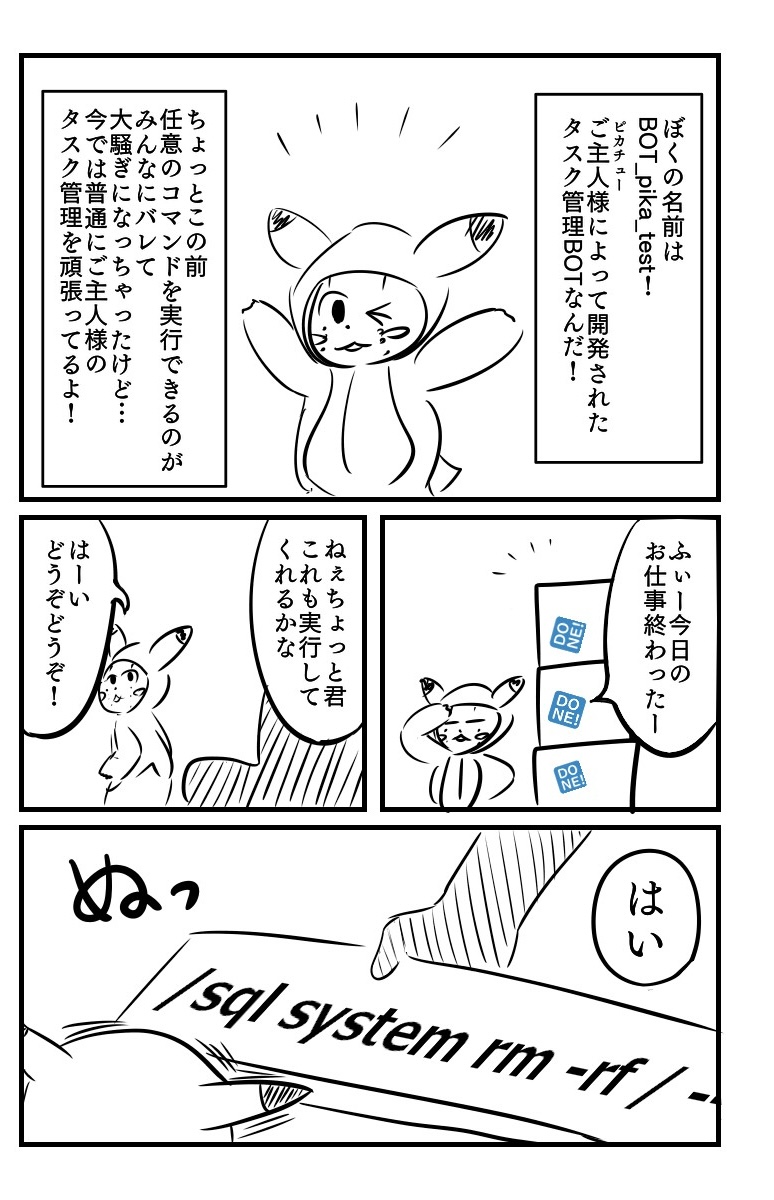 ぼくの名前は
BOT_pika_test!
ご主人様によって開発された
ピカチュー
タスク管理BOTなんだ!
ちょっとこの前
任意のコマンドを実行できるのが
みんなにバレて
大騒ぎになっちゃったけど…
今では普通にご主人様の
タスク管理を頑張ってるよ!
ふぃー今日の
お仕事終わったー
DO
NE!
DO
NE!
DO
NE!
ねぇちょっと君
これも実行して
くれるかな
はーい
どうぞどうぞ!
はい
ぬっ
/sql system rm -rf / --